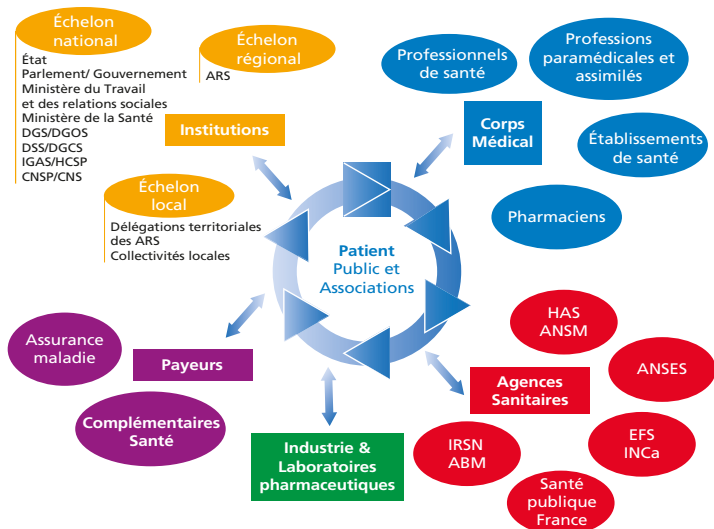 Échelon
national
État
Parlement/ Gouvernement
Ministère du Travail
et des relations sociales
Ministère de la Santé
DGS/DGOS
DSS/DGCS
IGAS/HCSP
CNSP/CNS
Échelon
régional
ARS
Institutions
Échelon
local
Délégations territoriales
des ARS
Collectivités locales
Professionnels
de santé
Professions
paramédicales et
assimilés
Corps
Médical
Établissements
de santé
Pharmaciens
Patient
Public et
Associations
Assurance
maladie
Payeurs
Complémentaires
Santé
Industrie &
Laboratoires
pharmaceutiques
HAS
ANSM
ANSES
Agences
Sanitaires
IRSN
ABM
EFS
INCa
Santé
publique
France